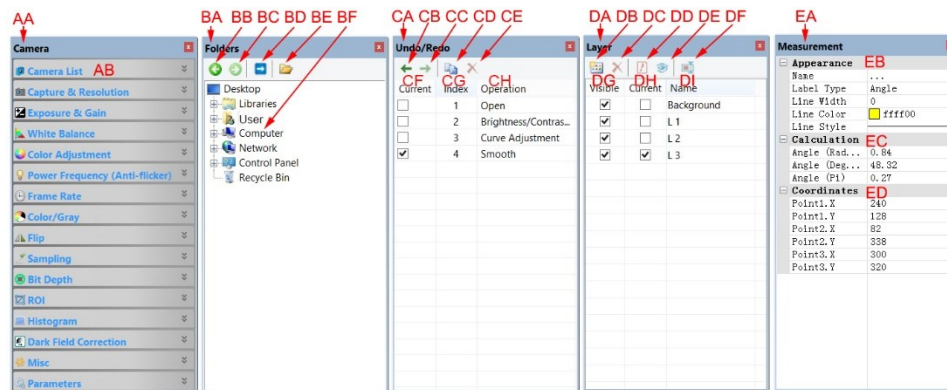 AA BA BB BC BD BE BF CA CB CC CD CE DA DB DC DD DE DF EA
Camera
AB
Camera List
Capture & Resolution
Exposure & Gain
White Balance
Color Adjustment
Power Frequency (Anti-flicker)
Frame Rate
Color/Gray
Flip
Sampling
Bit Depth
ROI
Histogram
Dark Field Correction
Misc
Parameters
Folders
Desktop
Libraries
User
Computer
Network
Control Panel
Recycle Bin
Undo/Redo
CF CG CH
Current Index Operation
1 Open
2 Brightness/Contras...
3 Curve Adjustment
4 Smooth
Layer
DG DH DI
Visible Current Name
Background
L 1
L 2
L 3
Measurement
Appearance EB
Name ...
Label Type Angle
Line Width 0
Line Color ffff00
Line Style
Calculation EC
Angle (Rad... 0.84
Angle (Deg... 48.32
Angle (Pi) 0.27
Coordinates ED
Point1.X 240
Point1.Y 128
Point2.X 82
Point2.Y 338
Point3.X 300
Point3.Y 320